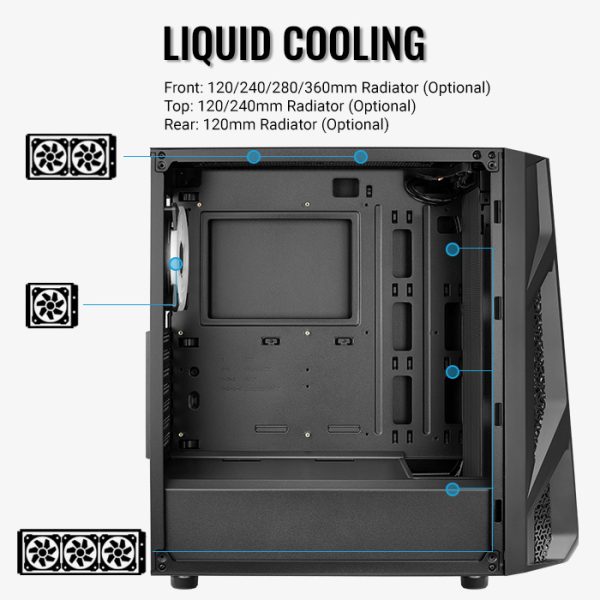 LIQUID COOLING
Front: 120/240/280/360mm Radiator (Optional)
Top: 120/240mm Radiator (Optional)
Rear: 120mm Radiator (Optional)